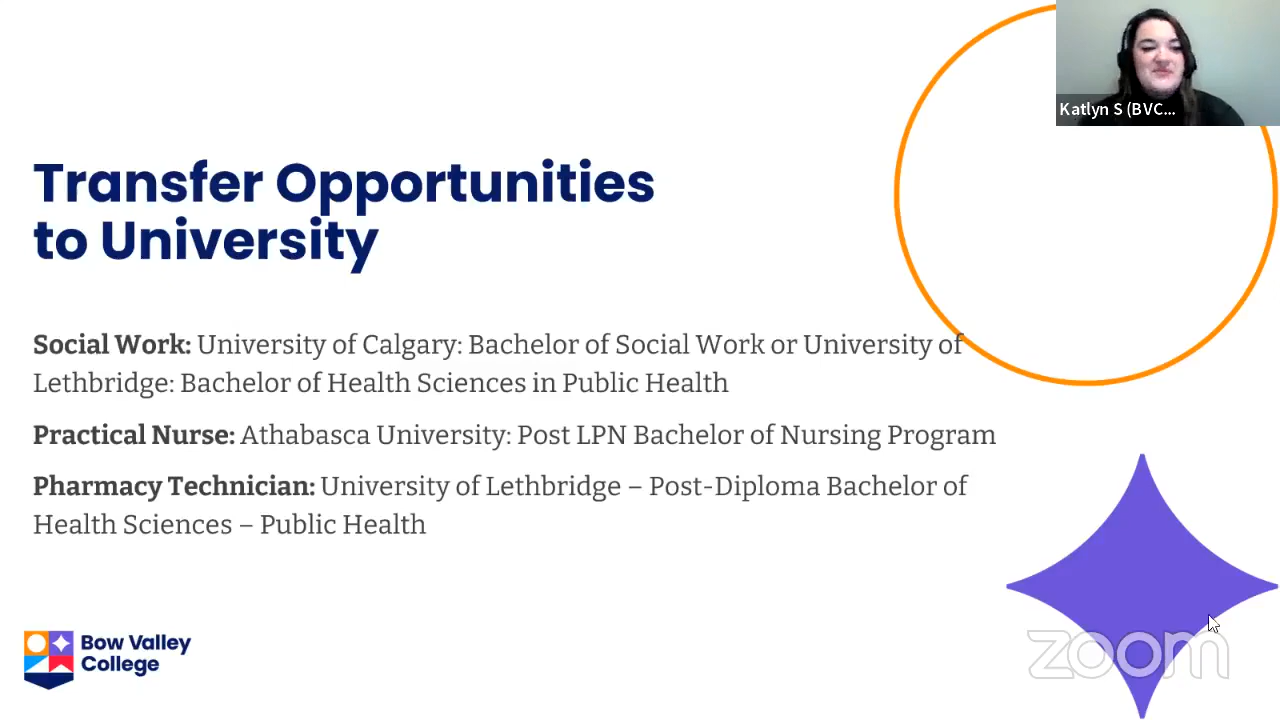 Katlyn S (BVC...
Transfer Opportunities
to University
Social Work: University of Calgary: Bachelor of Social Work or University of
Lethbridge: Bachelor of Health Sciences in Public Health
Practical Nurse: Athabasca University: Post LPN Bachelor of Nursing Program
Pharmacy Technician: University of Lethbridge – Post-Diploma Bachelor of
Health Sciences – Public Health
Bow Valley
College
zoom